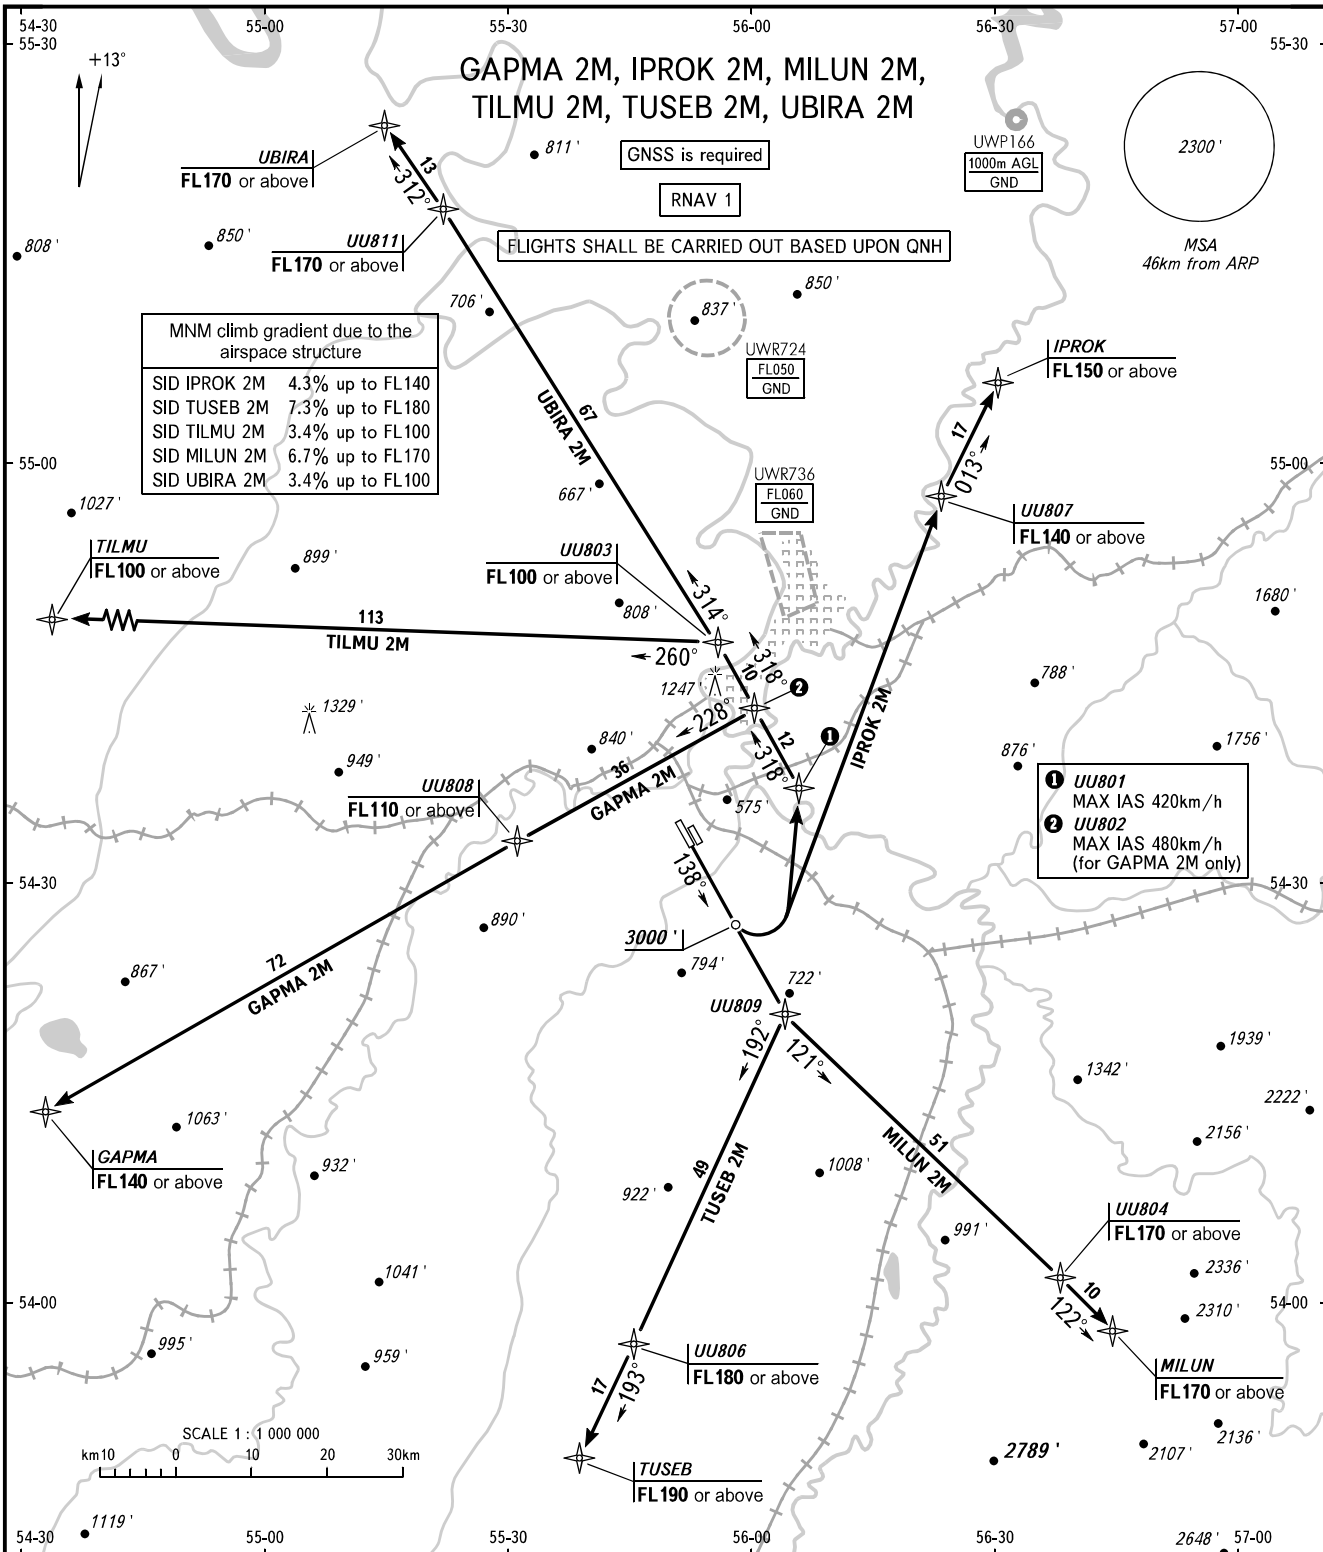 54-30
55-00
55-30
56-00
56-30
57-00
55-30
55-30
+13°
GAPMA 2M, IPROK 2M, MILUN 2M,
TILMU 2M, TUSEB 2M, UBIRA 2M
GNSS is required
RNAV 1
FLIGHTS SHALL BE CARRIED OUT BASED UPON QNH
UWP166
1000m AGL
GND
2300'
MSA
46km from ARP
UBIRA
FL170 or above
13
312°
811'
UU811
FL170 or above
808'
850'
706'
837'
850'
UWR724
FL050
GND
MNM climb gradient due to the
airspace structure
SID IPROK 2M 4.3% up to FL140
SID TUSEB 2M 7.3% up to FL180
SID TILMU 2M 3.4% up to FL100
SID MILUN 2M 6.7% up to FL170
SID UBIRA 2M 3.4% up to FL100
67
UBIRA 2M
IPROK
FL150 or above
17
013°
55-00
55-00
667'
UWR736
FL060
GND
UU807
FL140 or above
1027'
TILMU
FL100 or above
899'
UU803
FL100 or above
808'
314°
1680'
113
TILMU 2M
260°
318°
10
1247'
2
228°
788'
1329'
IPROK 2M
1
12
318°
840'
36
GAPMA 2M
949'
1756'
876'
UU808
FL110 or above
575'
1 UU801
MAX IAS 420km/h
2 UU802
MAX IAS 480km/h
(for GAPMA 2M only)
138°
54-30
54-30
890'
3000'
867'
72
GAPMA 2M
794'
722'
UU809
192°
121°
1939'
1342'
2222'
1063'
2156'
GAPMA
FL140 or above
932'
922'
49
TUSEB 2M
1008'
51
MILUN 2M
991'
UU804
FL170 or above
1041'
2336'
10
122°
2310'
54-00
54-00
995'
959'
UU806
FL180 or above
MILUN
FL170 or above
17
193°
SCALE 1 : 1 000 000
km10 0 10 20 30km
2136'
2107'
2789'
TUSEB
FL190 or above
1119'
2648'
54-30
55-00
55-30
56-00
56-30
57-00